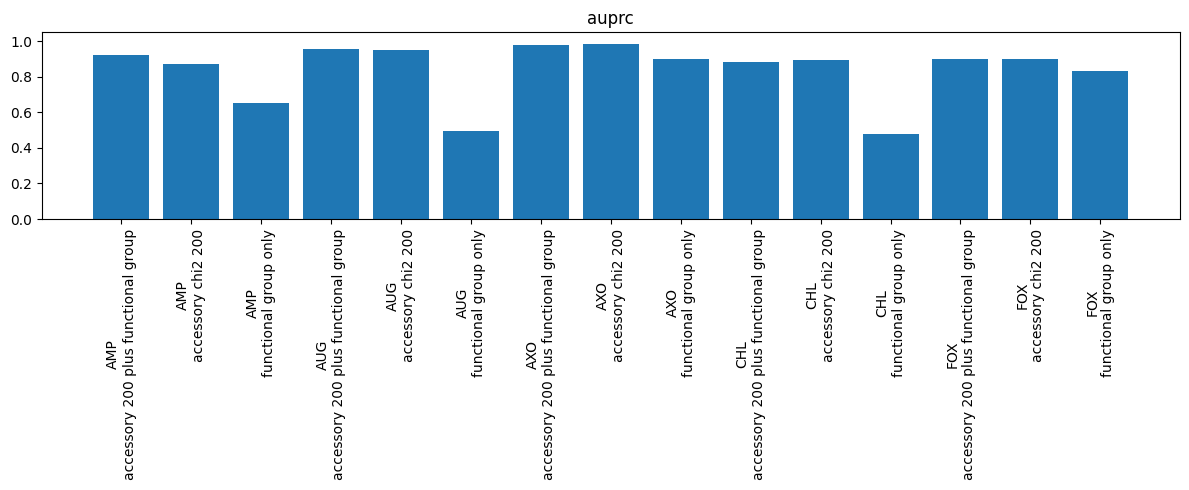 auprc
1.0
0.8
0.6
0.4
0.2
0.0
AMP
accessory 200 plus functional group
AMP
accessory chi2 200
AMP
functional group only
AUG
accessory 200 plus functional group
AUG
accessory chi2 200
AUG
functional group only
AXO
accessory 200 plus functional group
AXO
accessory chi2 200
AXO
functional group only
CHL
accessory 200 plus functional group
CHL
accessory chi2 200
CHL
functional group only
FOX
accessory 200 plus functional group
FOX
accessory chi2 200
FOX
functional group only